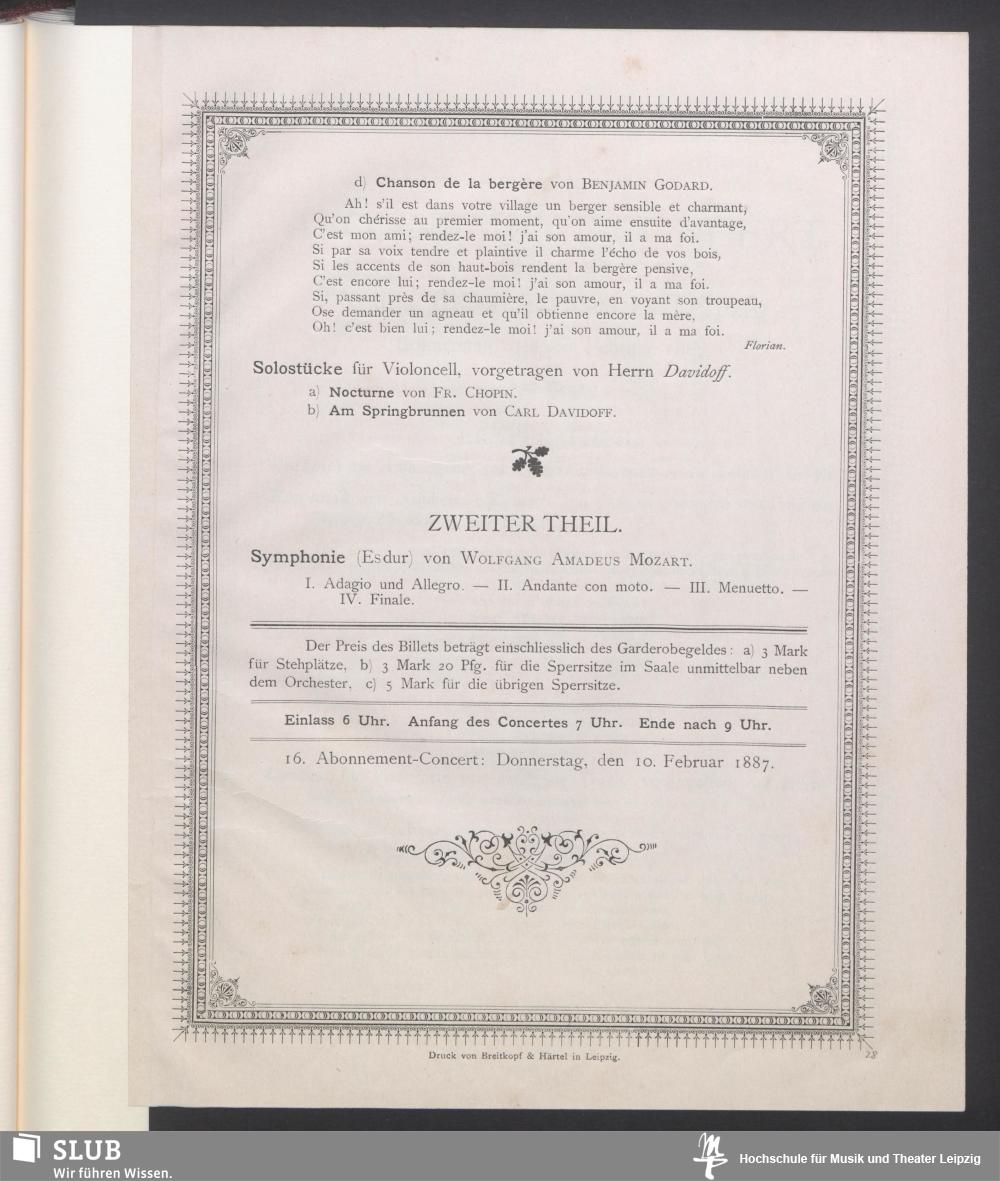 d) Chanson de la bergère von BENJAMIN GODARD.
Ah! s'il est dans votre village un berger sensible et charmant,
Qu'on chérisse au premier moment, qu'on aime ensuite d'avantage,
C'est mon ami; rendez-le moi! j'ai son amour, il a ma foi.
Si par sa voix tendre et plaintive il charme l'écho de vos bois,
Si les accents de son haut-bois rendent la bergère pensive,
C'est encore lui; rendez-le moi! j'ai son amour, il a ma foi.
Si, passant près de sa chaumière, le pauvre, en voyant son troupeau,
Ose demander un agneau et qu'il obtienne encore la mère,
Oh! c'est bien lui; rendez-le moi! j'ai son amour, il a ma foi.
Florian.
Solostücke für Violoncell, vorgetragen von Herrn Davidoff.
a) Nocturne von FR. CHOPIN.
b) Am Springbrunnen von CARL DAVIDOFF.
ZWEITER THEIL.
Symphonie (Esdur) von WOLFGANG AMADEUS MOZART.
I. Adagio und Allegro. — II. Andante con moto. — III. Menuetto. —
IV. Finale.
Der Preis des Billets beträgt einschliesslich des Garderobegeldes: a) 3 Mark
für Stehplätze, b) 3 Mark 20 Pfg. für die Sperrsitze im Saale unmittelbar neben
dem Orchester, c) 5 Mark für die übrigen Sperrsitze.
Einlass 6 Uhr. Anfang des Concertes 7 Uhr. Ende nach 9 Uhr.
16. Abonnement-Concert: Donnerstag, den 10. Februar 1887.
Druck von Breitkopf & Härtel in Leipzig.
28
SLUB
Wir führen Wissen.
Hochschule für Musik und Theater Leipzig